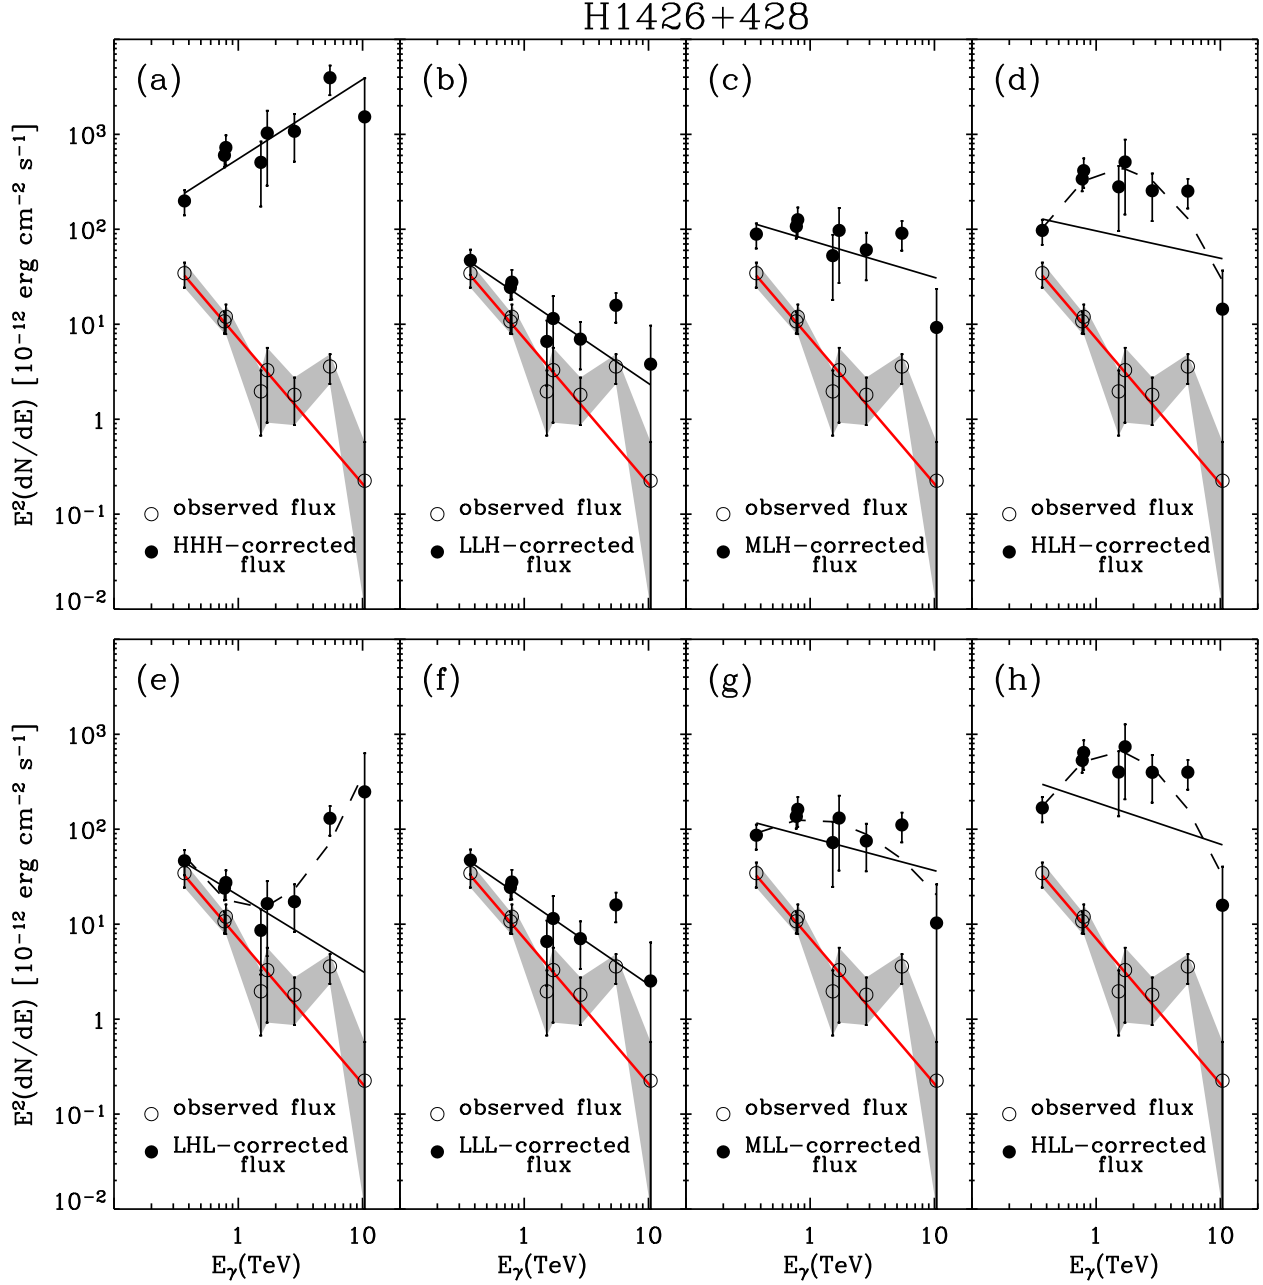 H1426+428
(a) (b) (c) (d)
E²(dN/dE) [10⁻¹² erg cm⁻² s⁻¹]
10³
10²
10¹
1
10⁻¹
10⁻²
observed flux
HHH-corrected
flux
observed flux
LLH-corrected
flux
observed flux
MLH-corrected
flux
observed flux
HLH-corrected
flux
(e) (f) (g) (h)
E²(dN/dE) [10⁻¹² erg cm⁻² s⁻¹]
10³
10²
10¹
1
10⁻¹
10⁻²
observed flux
LHL-corrected
flux
observed flux
LLL-corrected
flux
observed flux
MLL-corrected
flux
observed flux
HLL-corrected
flux
1 10 1 10 1 10 1 10
Eγ(TeV) Eγ(TeV) Eγ(TeV) Eγ(TeV)